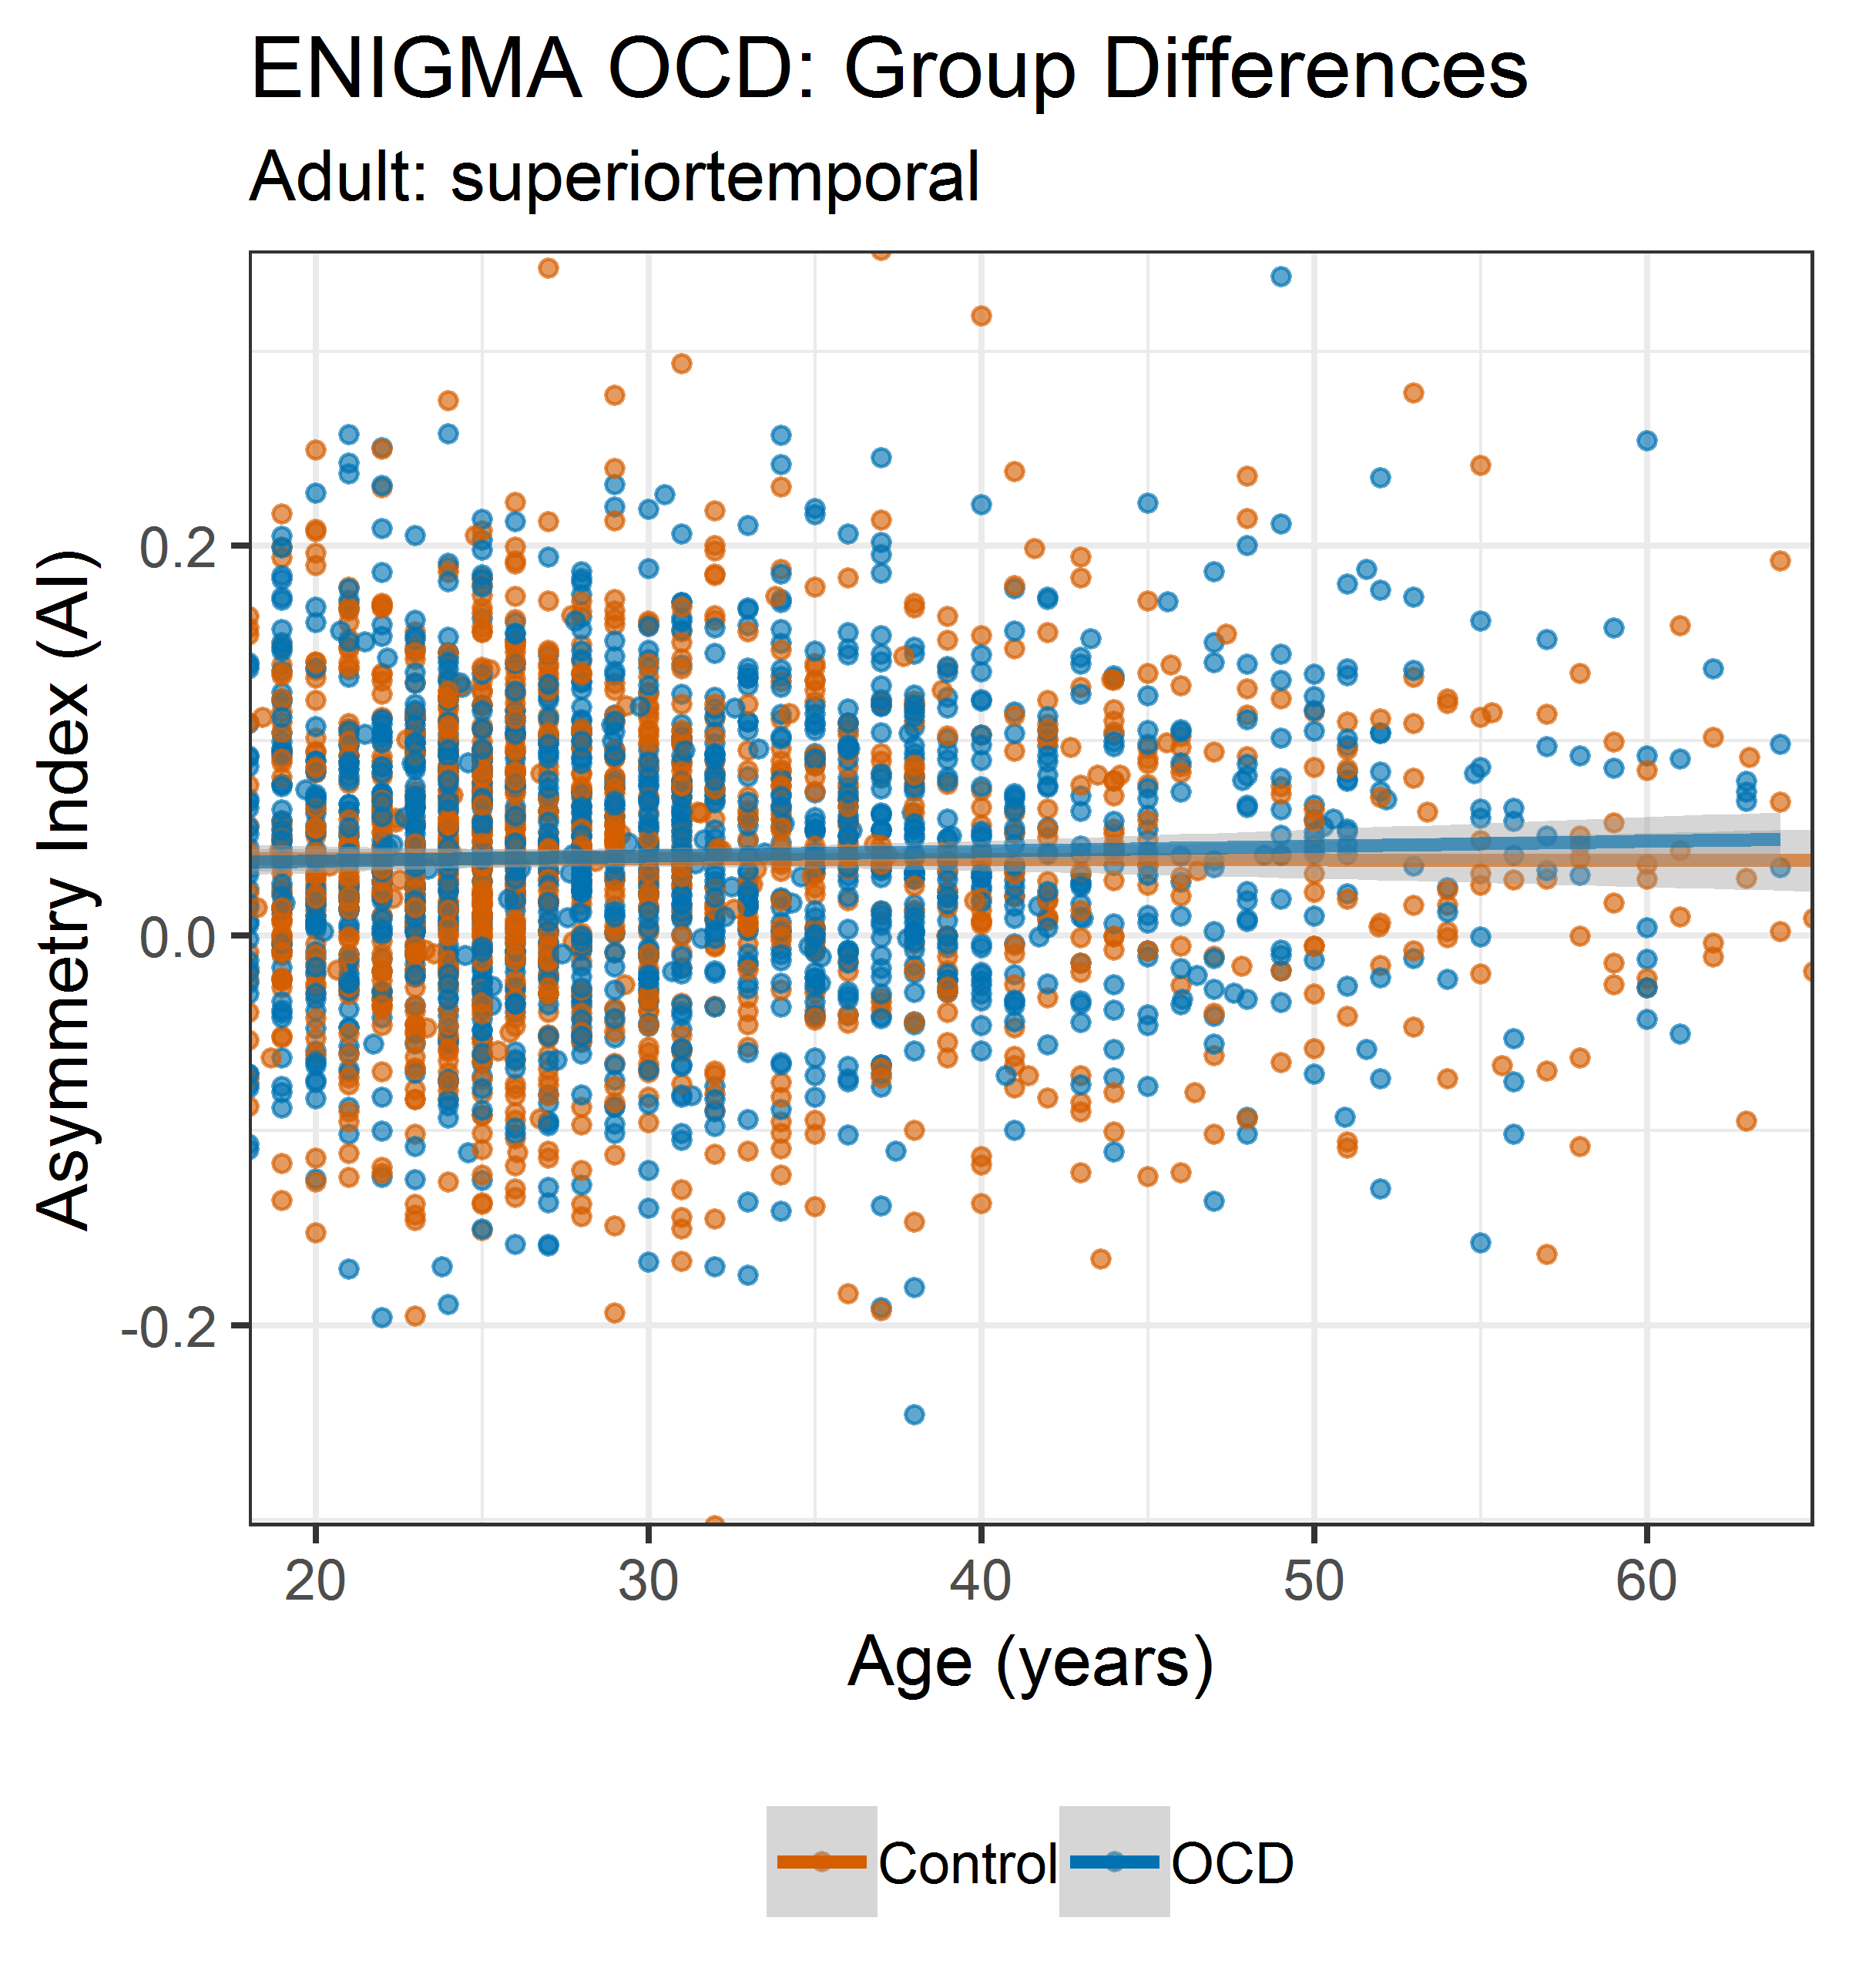 ENIGMA OCD: Group Differences
Adult: superiortemporal
Asymmetry Index (AI)
0.2
0.0
-0.2
20 30 40 50 60
Age (years)
Control OCD